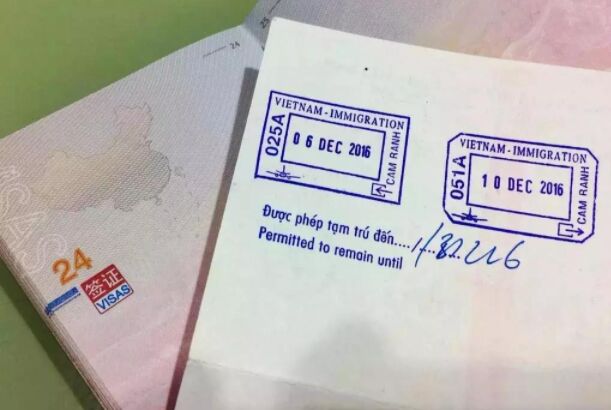 24
VIETNAM - IMMIGRATION
025A
06 DEC 2016
CAM RANH
VIETNAM - IMMIGRATION
051A
10 DEC 2016
CAM RANH
Được phép tạm trú đến
Permitted to remain until
24
签证
VISAS